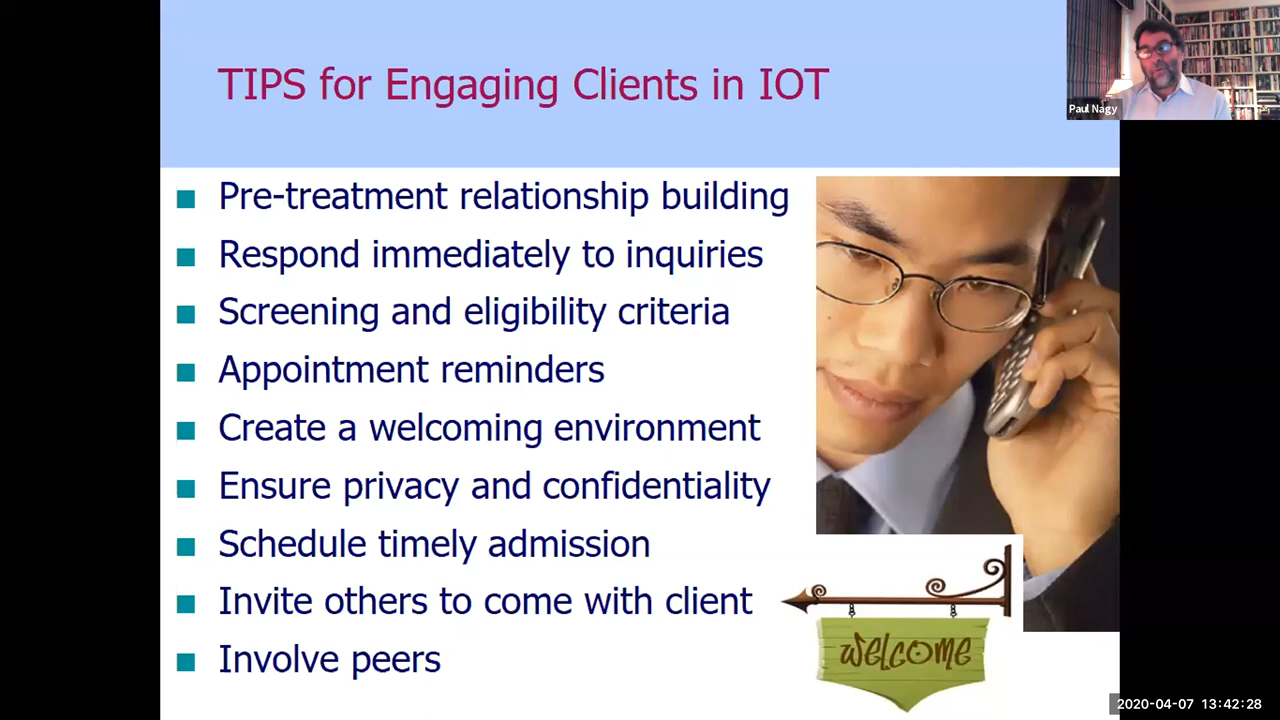 TIPS for Engaging Clients in IOT
Paul Nagy
Pre-treatment relationship building
Respond immediately to inquiries
Screening and eligibility criteria
Appointment reminders
Create a welcoming environment
Ensure privacy and confidentiality
Schedule timely admission
Invite others to come with client
Involve peers
WELCOME
2020-04-07 13:42:28